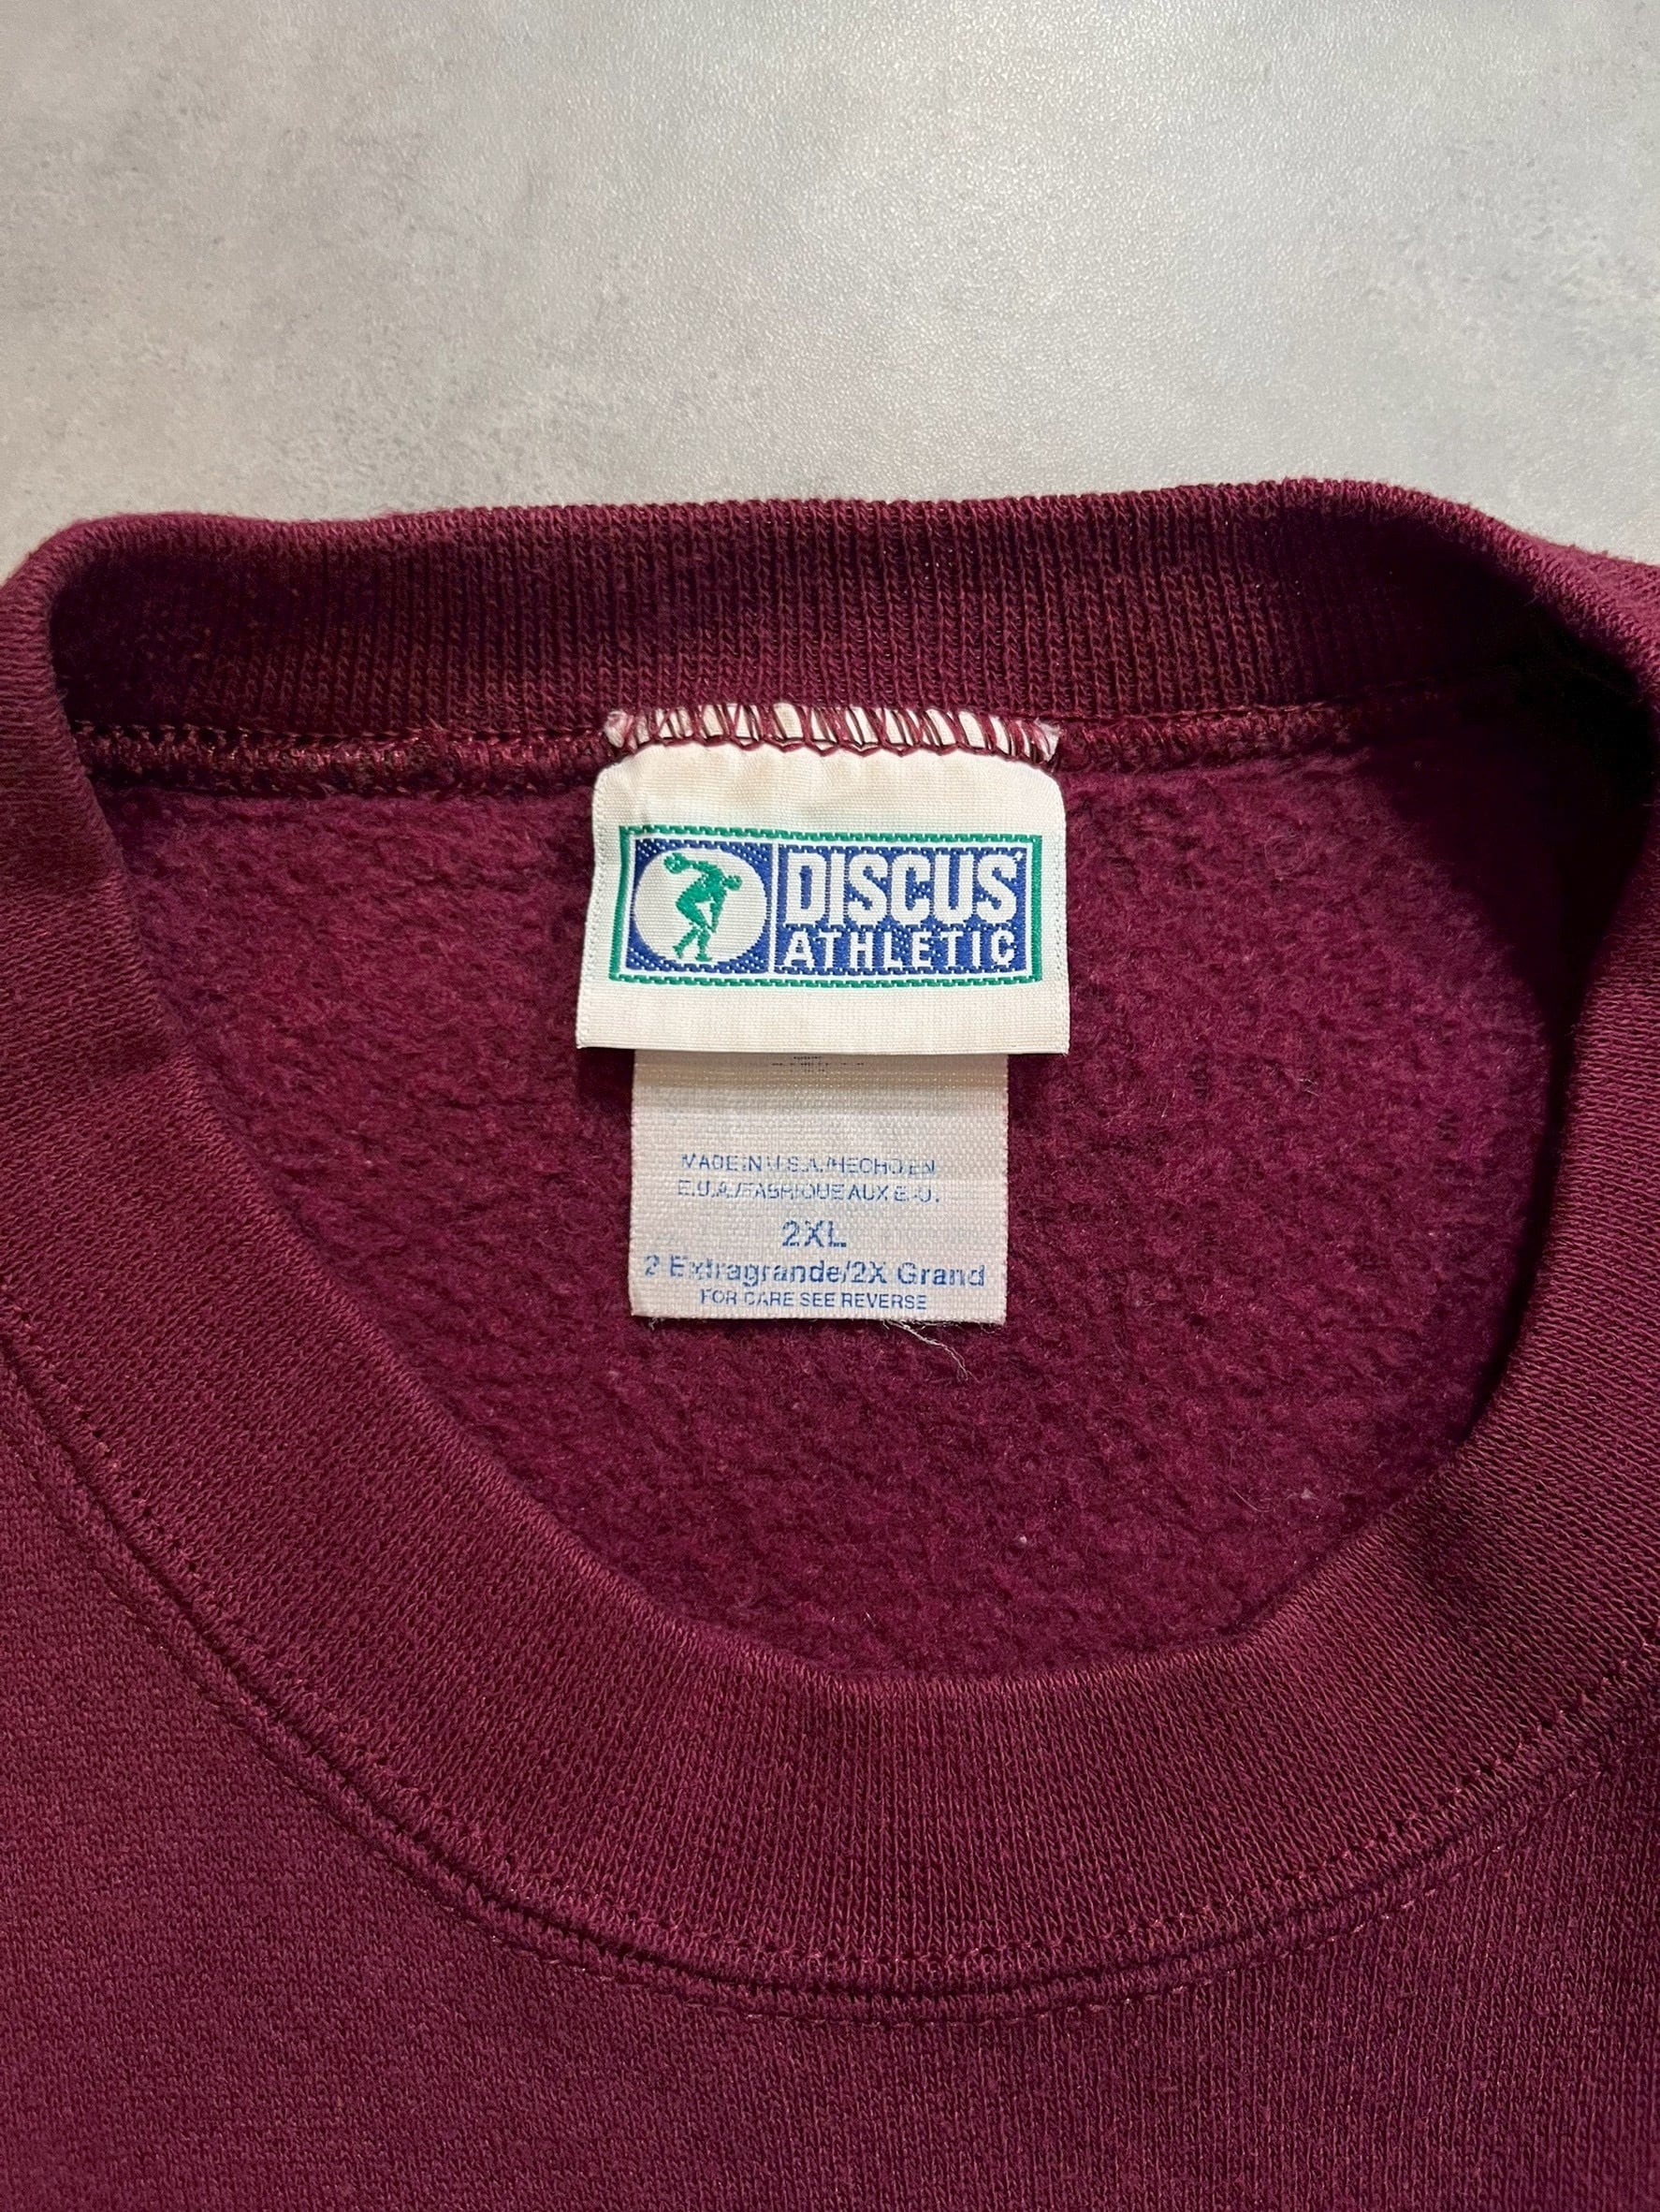 DISCUS
ATHLETIC
MADE IN U.S.A./HECHO EN
E.U.A./FABRIQUE AUX E.-U.
2XL
2 Extragrande/2X Grand
FOR CARE SEE REVERSE